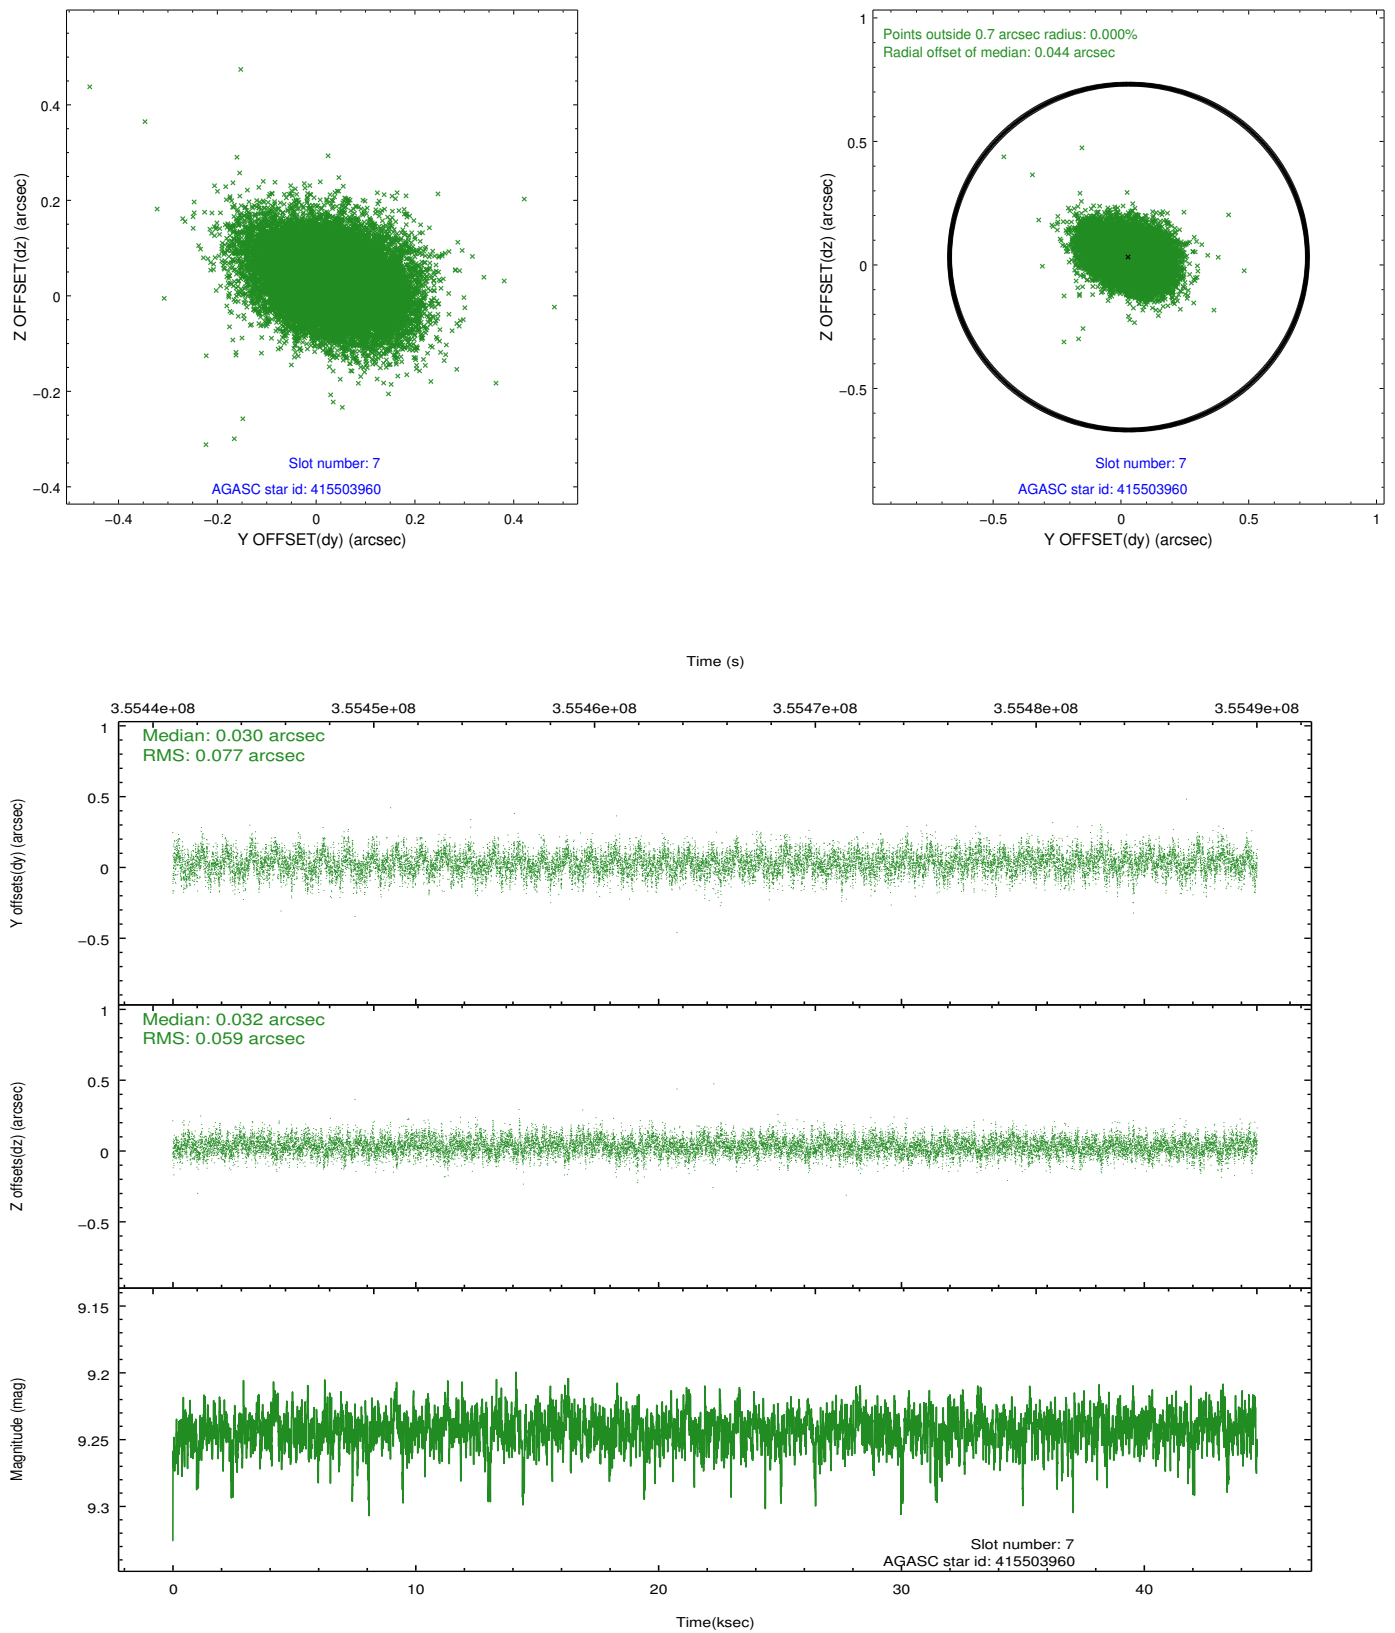 0.4
0.2
0
−0.2
−0.4
Z OFFSET(dz) (arcsec)
Slot number: 7
AGASC star id: 415503960
−0.4 −0.2 0 0.2 0.4
Y OFFSET(dy) (arcsec)
Points outside 0.7 arcsec radius: 0.000%
Radial offset of median: 0.044 arcsec
1
0.5
0
−0.5
Z OFFSET(dz) (arcsec)
Slot number: 7
AGASC star id: 415503960
−0.5 0 0.5 1
Y OFFSET(dy) (arcsec)
Time (s)
3.5544e+08 3.5545e+08 3.5546e+08 3.5547e+08 3.5548e+08 3.5549e+08
Median: 0.030 arcsec
RMS: 0.077 arcsec
1
0.5
0
−0.5
Y offsets(dy) (arcsec)
Median: 0.032 arcsec
RMS: 0.059 arcsec
1
0.5
0
−0.5
Z offsets(dz) (arcsec)
9.15
9.2
9.25
9.3
Magnitude (mag)
Slot number: 7
AGASC star id: 415503960
0 10 20 30 40
Time(ksec)